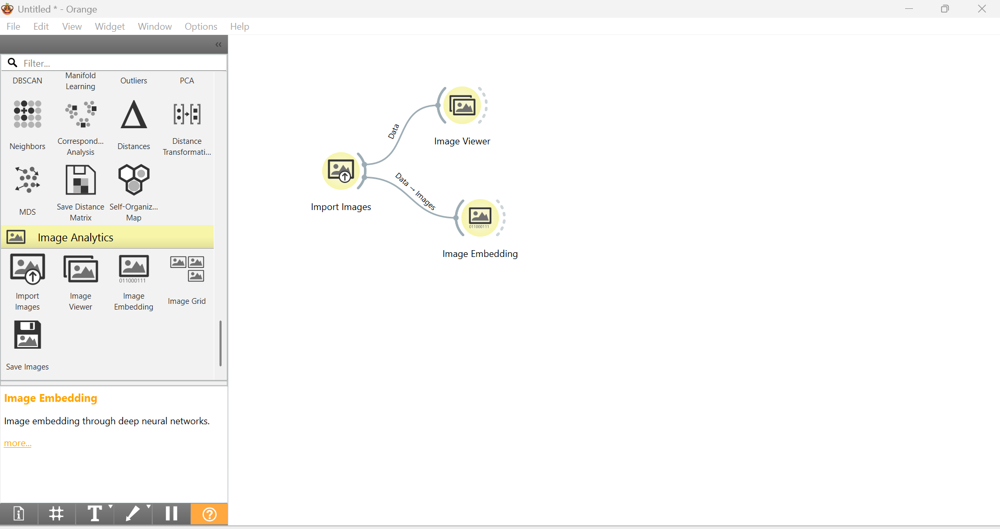 Untitled * - Orange
File Edit View Widget Window Options Help
Filter...
DBSCAN Manifold Learning Outliers PCA
Neighbors Correspond... Analysis Distances Distance Transformati...
MDS Save Distance Matrix Self-Organiz... Map
Image Analytics
011000111
Import Images Image Viewer Image Embedding Image Grid
Save Images
Image Embedding
Image embedding through deep neural networks.
more...
Data
Image Viewer
Import Images
Data → Images
011000111
Image Embedding